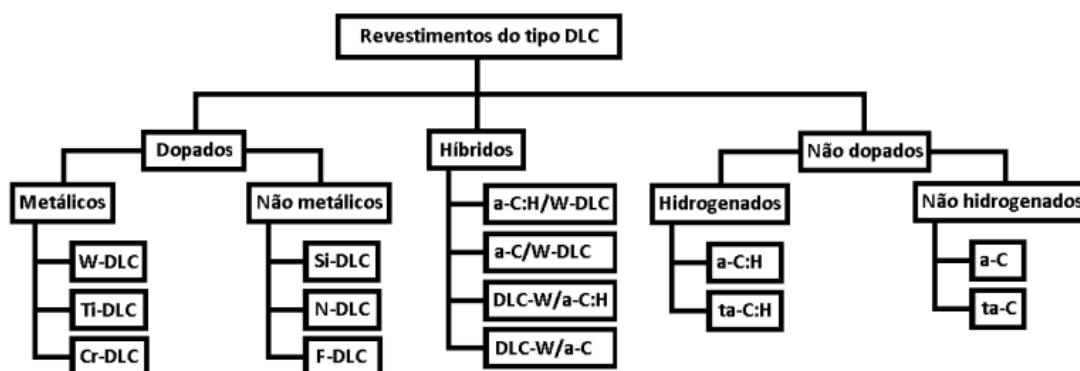 Revestimentos do tipo DLC
Dopados
Híbridos
Não dopados
Metálicos
Não metálicos
Hidrogenados
Não hidrogenados
W-DLC
Ti-DLC
Cr-DLC
Si-DLC
N-DLC
F-DLC
a-C:H/W-DLC
a-C/W-DLC
DLC-W/a-C:H
DLC-W/a-C
a-C:H
ta-C:H
a-C
ta-C